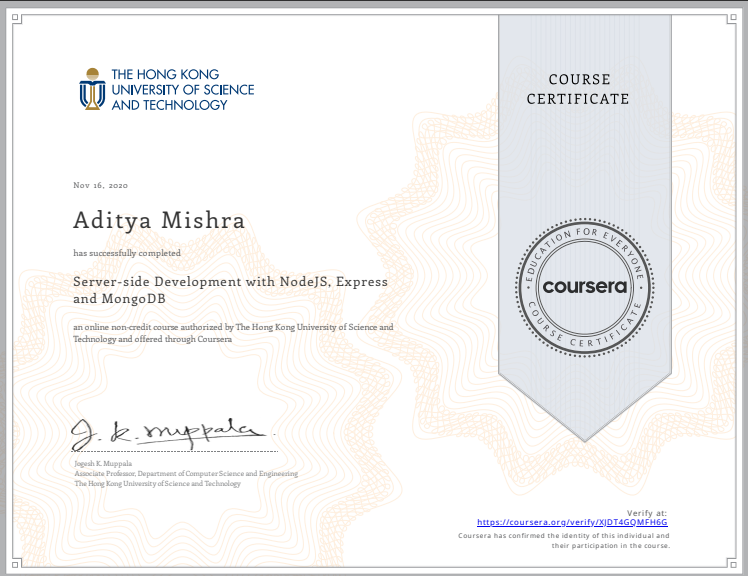 THE HONG KONG
UNIVERSITY OF SCIENCE
AND TECHNOLOGY
COURSE
CERTIFICATE
Nov 16, 2020
Aditya Mishra
has successfully completed
Server-side Development with NodeJS, Express
and MongoDB
an online non-credit course authorized by The Hong Kong University of Science and
Technology and offered through Coursera
EDUCATION FOR EVERYONE
coursera
COURSE CERTIFICATE
J. K. Muppala
Jogesh K. Muppala
Associate Professor, Department of Computer Science and Engineering
The Hong Kong University of Science and Technology
Verify at:
https://coursera.org/verify/XJDT4GQMFH6G
Coursera has confirmed the identity of this individual and
their participation in the course.